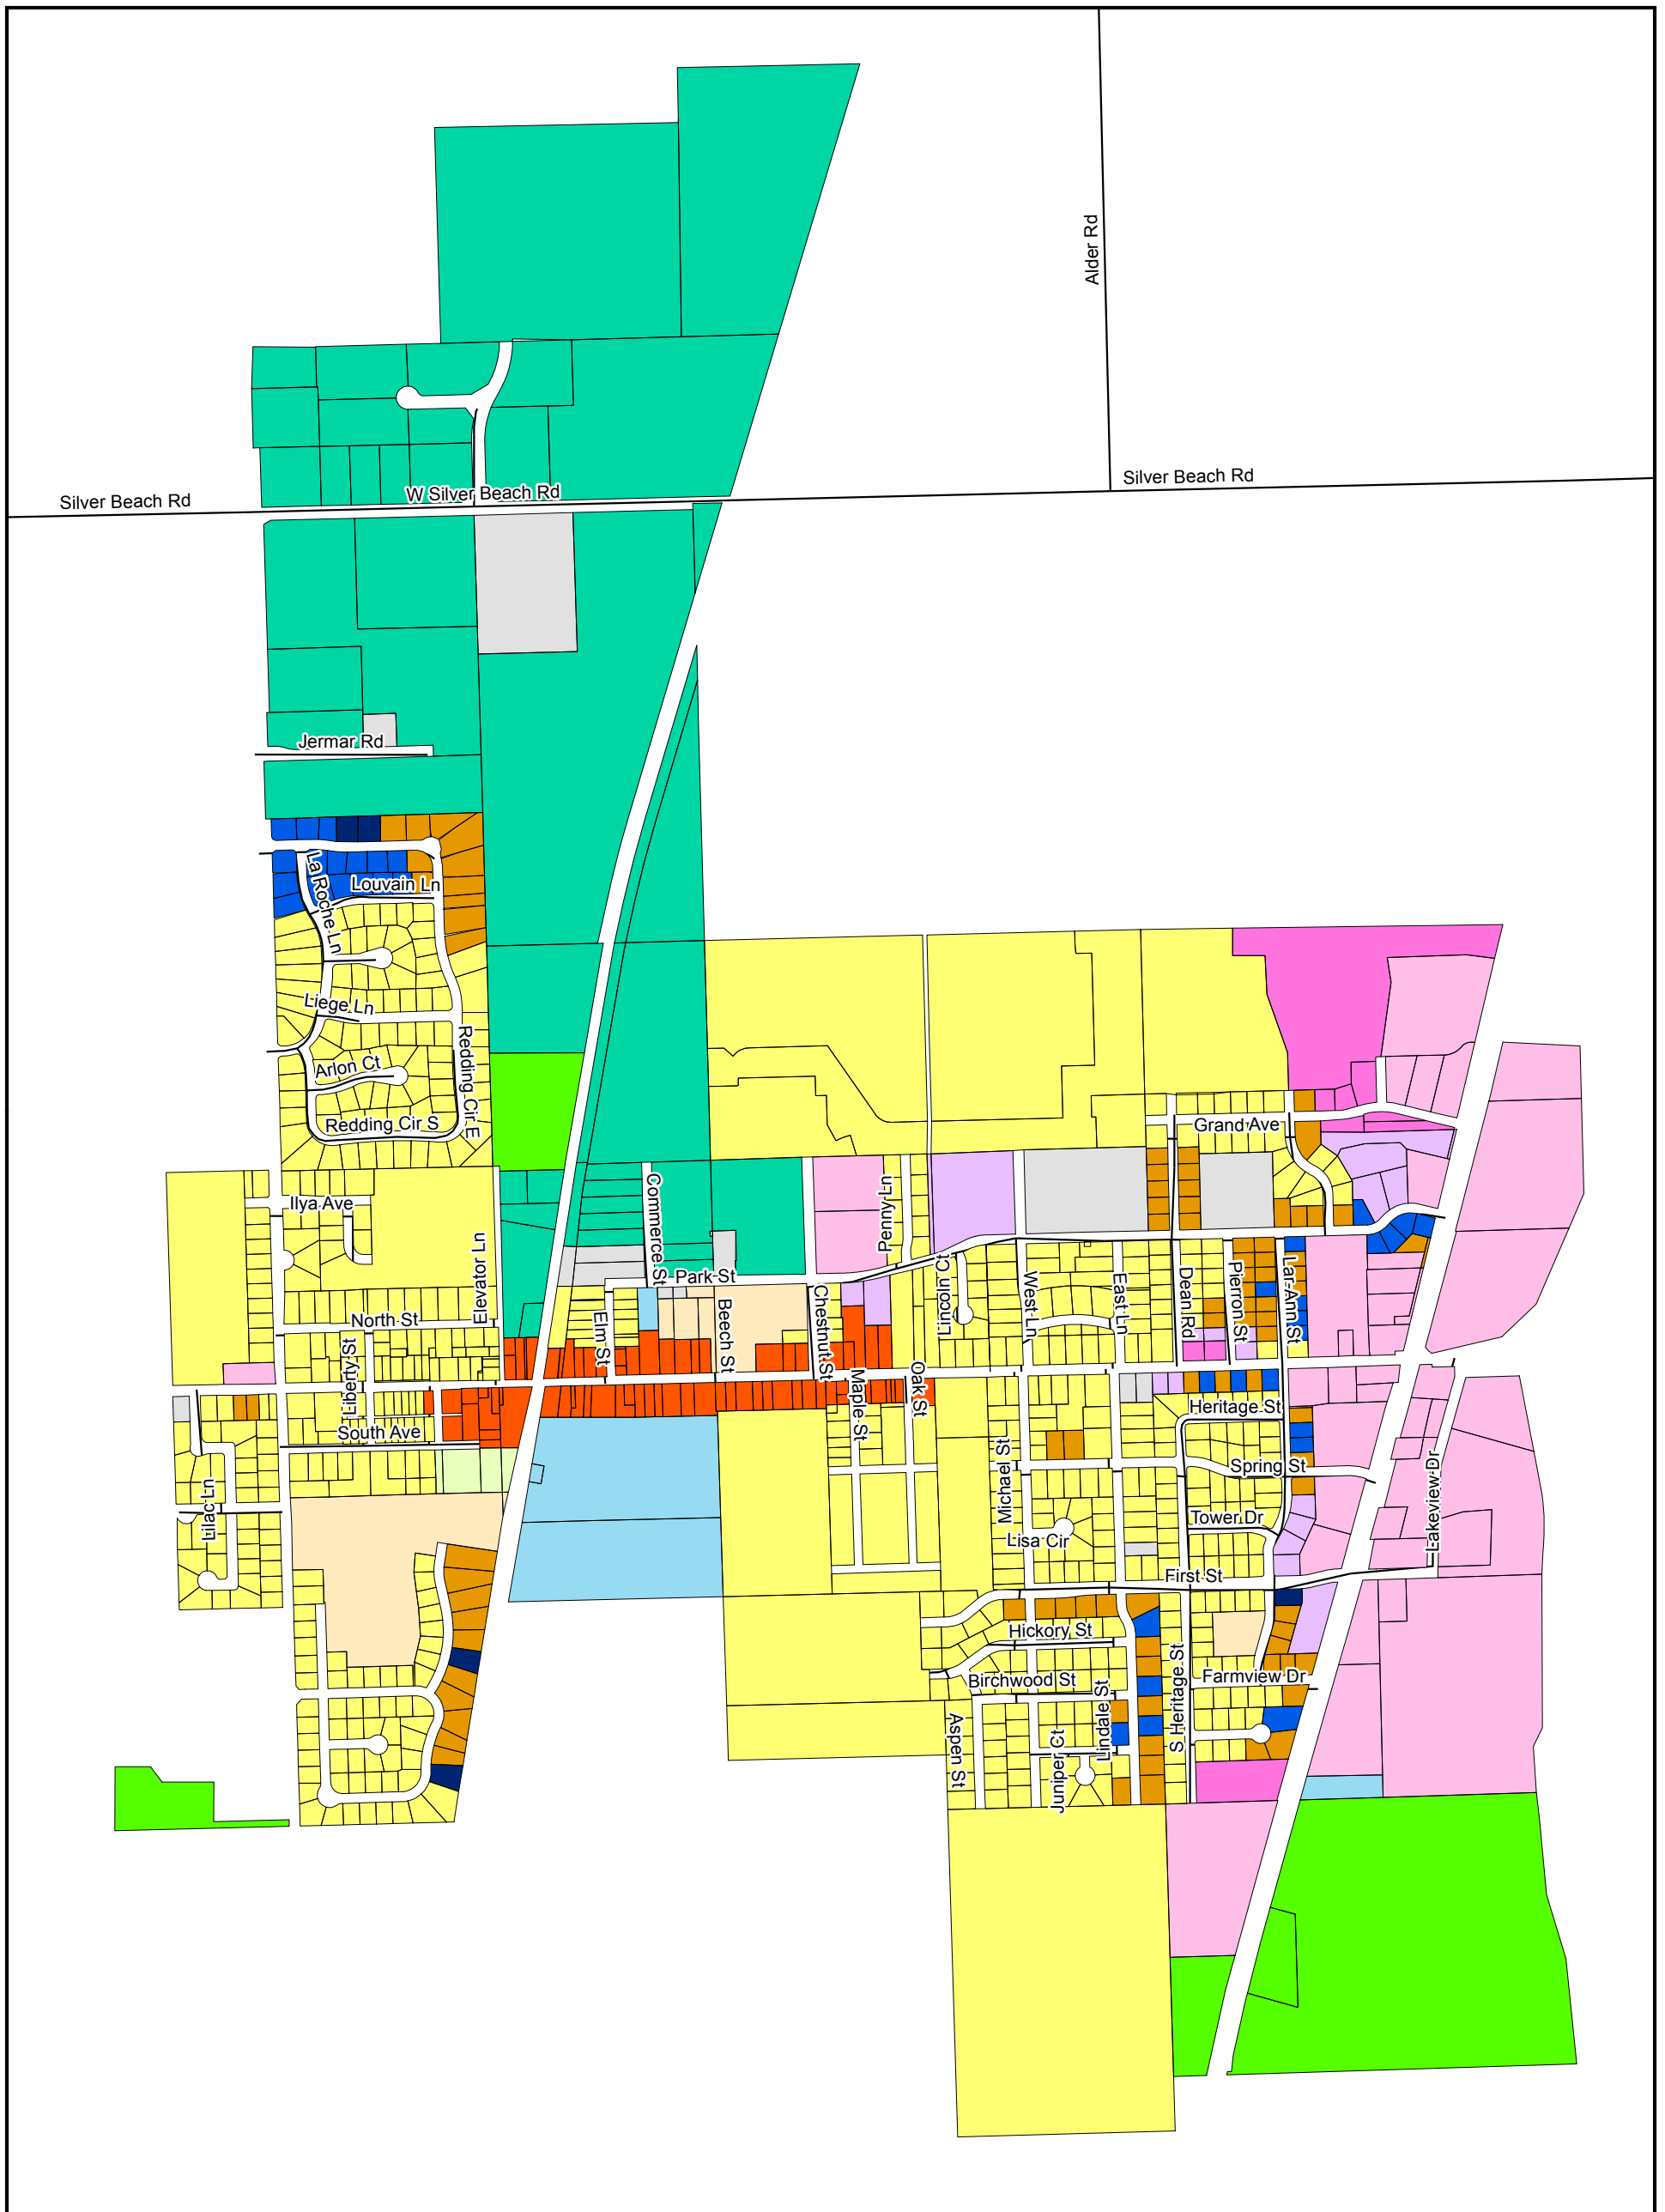 Alder Rd
Silver Beach Rd
W Silver Beach Rd
Silver Beach Rd
Jermar Rd
La Roche Ln
Louvain Ln
Liege Ln
Redding Cir E
Arlon Ct
Redding Cir S
Grand Ave
Ilya Ave
Commerce St
Penny Ln
Elevator Ln
Park St
Lincoln Ct
West Ln
East Ln
Dean Rd
Pierron St
Lar-Ann St
North St
Elm St
Beech St
Chestnut St
Liberty St
Maple St
Oak St
Heritage St
South Ave
Michael St
Spring St
Lakeview Dr
Lilac Ln
Tower Dr
Lisa Cir
First St
Hickory St
S Heritage St
Birchwood St
Farmview Dr
Aspen St
Juniper Ct
Lindale St